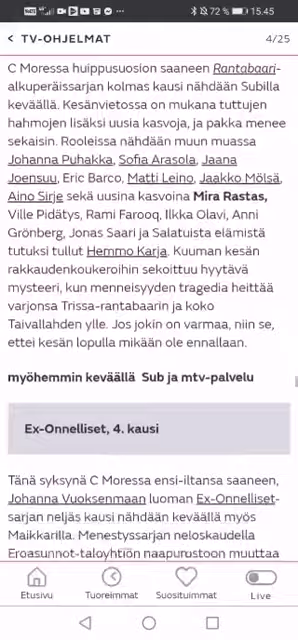 72 % 15.45
< TV-OHJELMAT 4/25
C Moressa huippusuosion saaneen Rantabaari-
alkuperäissarjan kolmas kausi nähdään Subilla
keväällä. Kesänvietossa on mukana tuttujen
hahmojen lisäksi uusia kasvoja, ja pakka menee
sekaisin. Rooleissa nähdään muun muassa
Johanna Puhakka, Sofia Arasola, Jaana
Joensuu, Eric Barco, Matti Leino, Jaakko Mölsä,
Aino Sirje sekä uusina kasvoina Mira Rastas,
Ville Pidätys, Rami Farooq, Ilkka Olavi, Anni
Grönberg, Jonas Saari ja Salatuista elämistä
tutuksi tullut Hemmo Karja. Kuuman kesän
rakkaudenkoukeroihin sekoittuu hyytävä
mysteeri, kun menneisyyden tragedia heittää
varjonsa Trissa-rantabaarin ja koko
Taivallahden ylle. Jos jokin on varmaa, niin se,
ettei kesän lopulla mikään ole ennallaan.
myöhemmin keväällä Sub ja mtv-palvelu
Ex-Onnelliset, 4. kausi
Tänä syksynä C Moressa ensi-iltansa saaneen,
Johanna Vuoksenmaan luoman Ex-Onnelliset-
sarjan neljäs kausi nähdään keväällä myös
Maikkarilla. Menestyssarjan neloskaudella
Eroasunnot-taloyhtiön naapurustoon muuttaa
Etusivu Tuoreimmat Suosituimmat Live